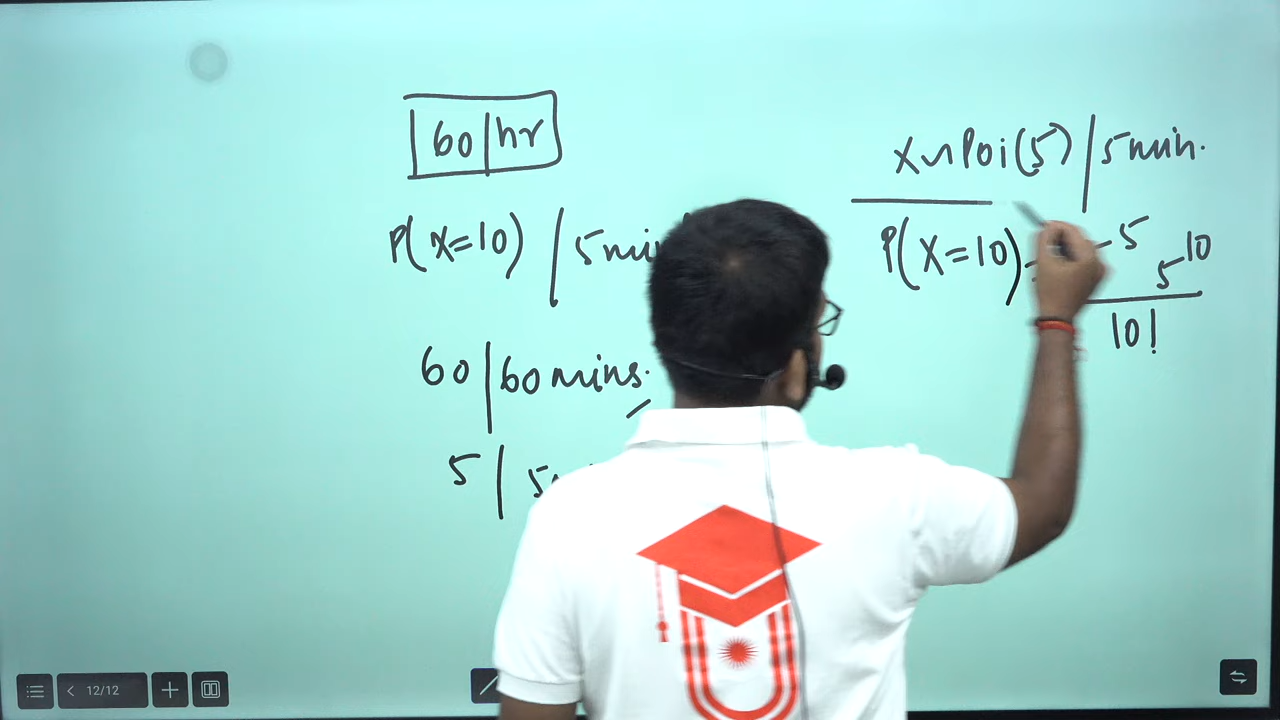 60 | hr
P(X=10) | 5 min
60 | 60 mins.
5 | 5
X ~ Poi(5) | 5 min.
P(X=10) = -5 5^10
10!
12/12